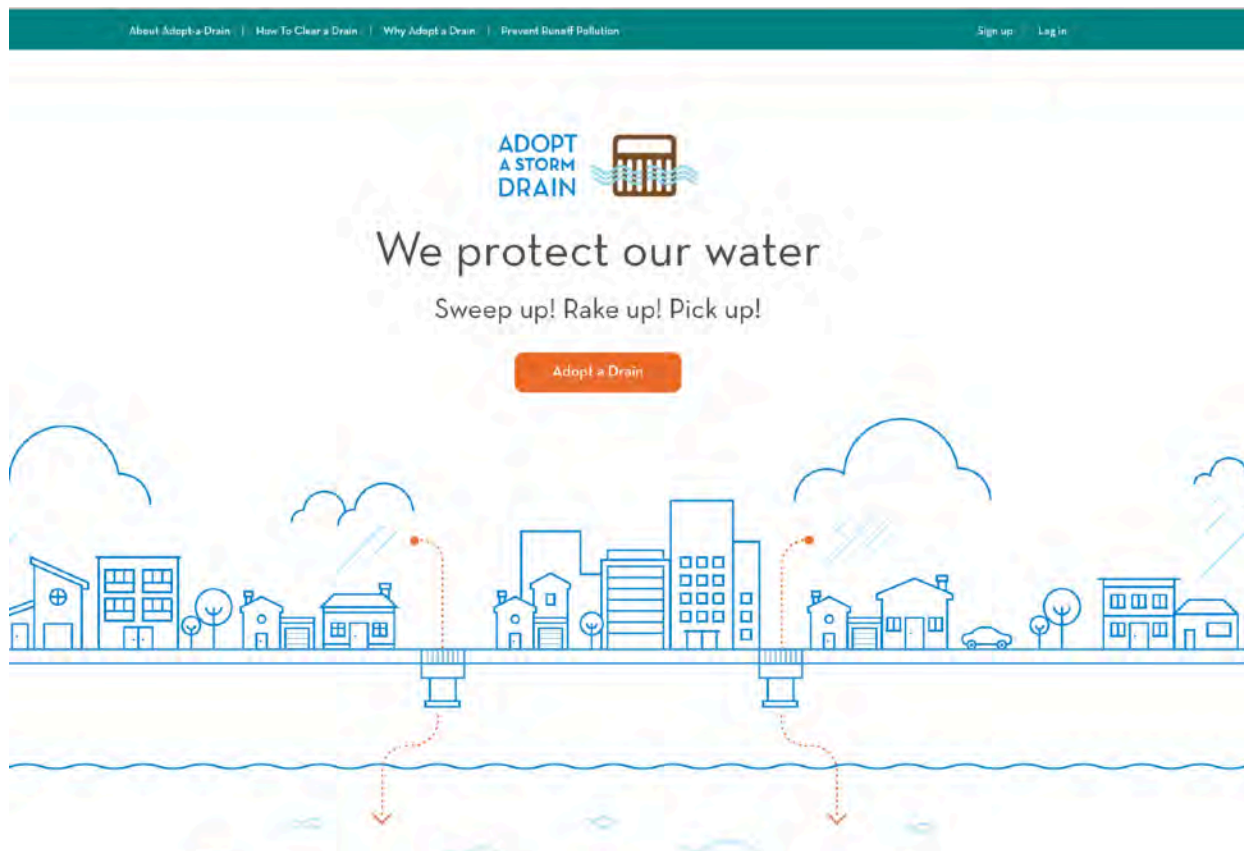 About Adopt-a-Drain | How To Clear a Drain | Why Adopt a Drain | Prevent Runoff Pollution Sign up Log in
ADOPT
A STORM
DRAIN
We protect our water
Sweep up! Rake up! Pick up!
Adopt a Drain